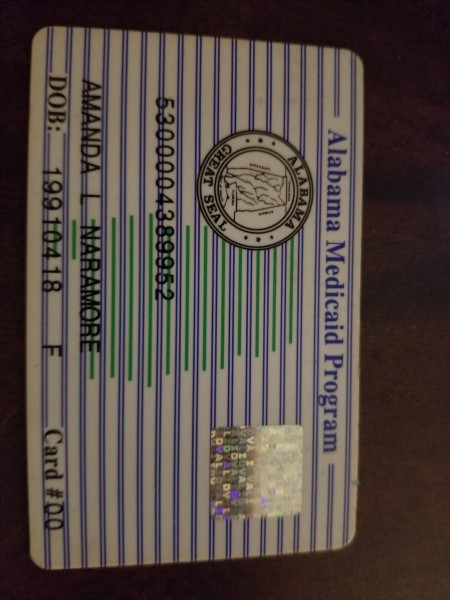 Alabama Medicaid Program
ALABAMA
GREAT SEAL
5300004389952
AMANDA L NARAMORE
DOB: 19910418 F Card #00